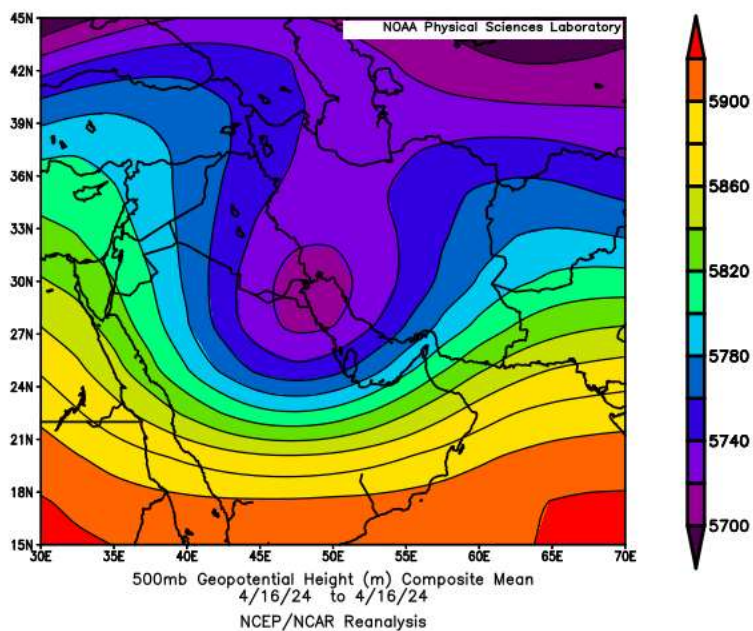 NOAA Physical Sciences Laboratory
45N
42N
39N
36N
33N
30N
27N
24N
21N
18N
15N
30E 35E 40E 45E 50E 55E 60E 65E 70E
5900
5860
5820
5780
5740
5700
500mb Geopotential Height (m) Composite Mean
4/16/24 to 4/16/24
NCEP/NCAR Reanalysis